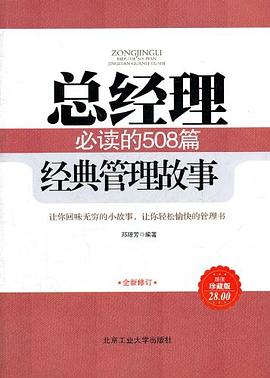 ZONGJINGLI
总经理
必读的508篇
经典管理故事
让你回味无穷的小故事，让你轻松愉快的管理书
邓琼芳◎编著
全新修订
超值
珍藏版
28.00
北京工业大学出版社